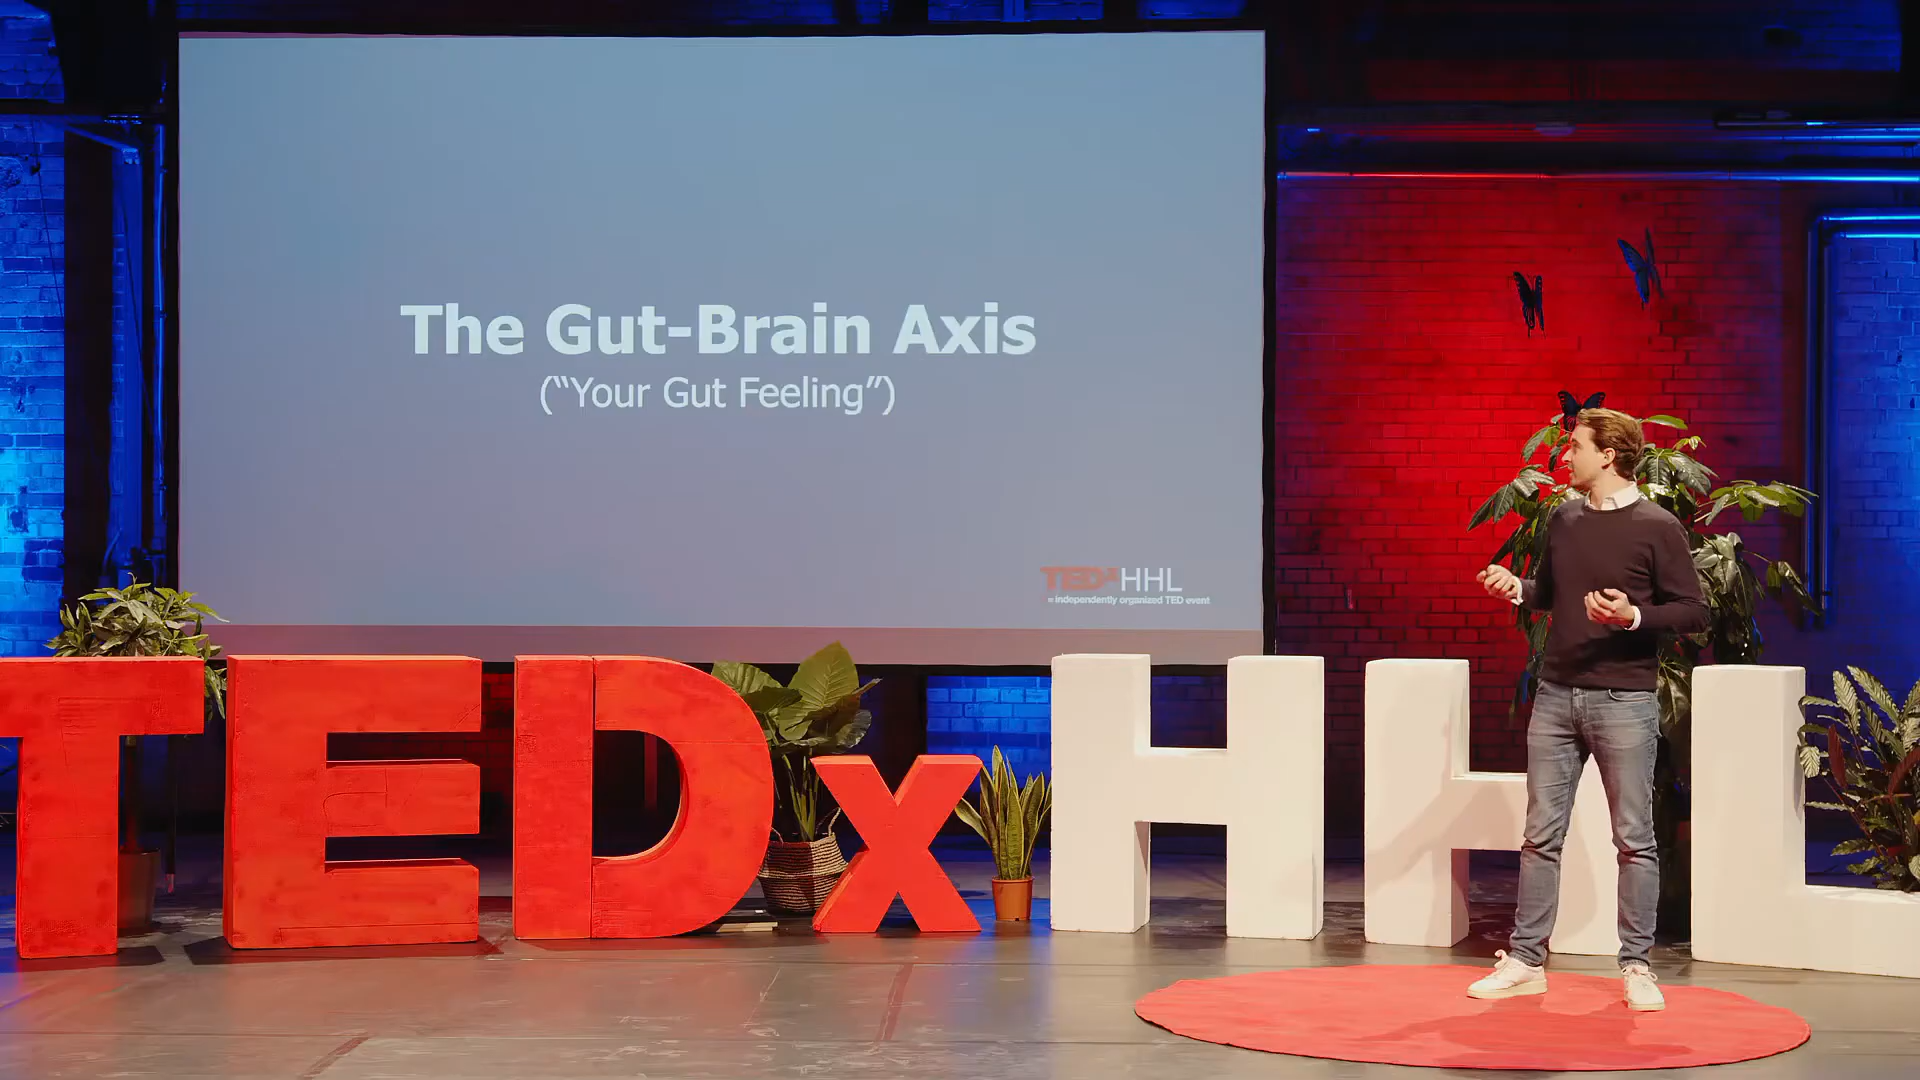 The Gut-Brain Axis
(“Your Gut Feeling”)
TEDxHHL
= independently organized TED event
TEDxHHL